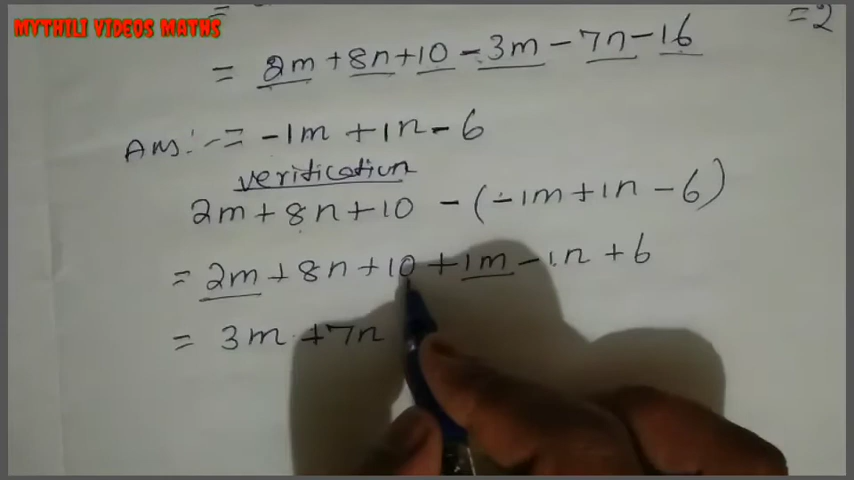 MYTHILI VIDEOS MATHS
= 2
= 2m + 8n + 10 - 3m - 7n - 16
Ans:- = -1m + 1n - 6
verification
2m + 8n + 10 - (-1m + 1n - 6)
= 2m + 8n + 10 + 1m - 1n + 6
= 3m + 7n